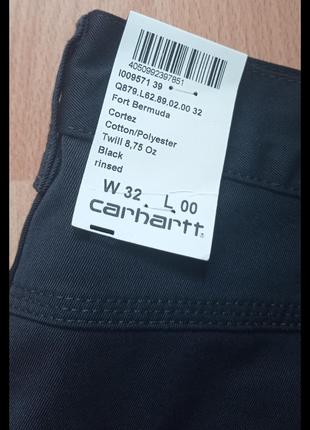 4050992397851
I009571 39
Q879.L62.89.02.00 32
Fort Bermuda
Cortez
Cotton/Polyester
Twill 8,75 Oz
Black
rinsed
W 32 L 00
carhartt